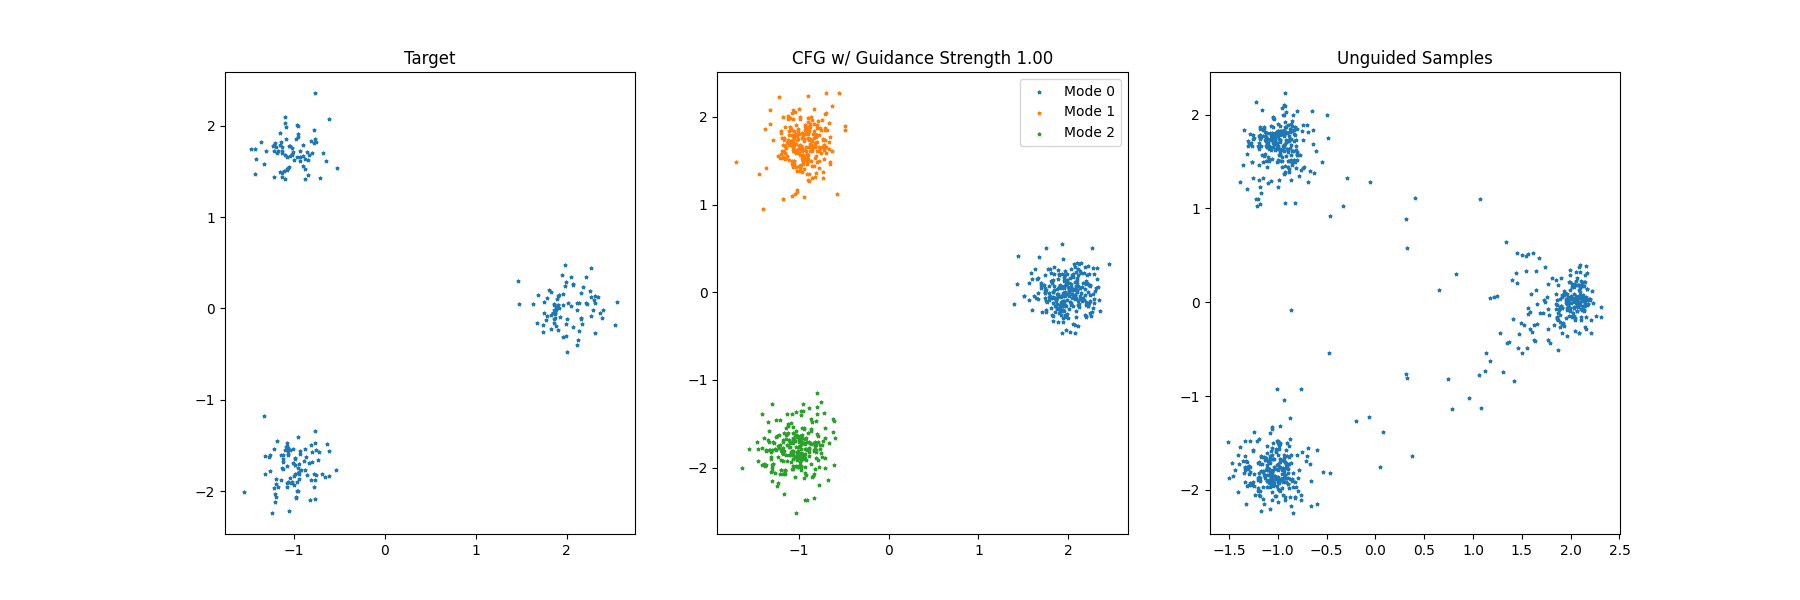 Target
2
1
0
−1
−2
−1 0 1 2
CFG w/ Guidance Strength 1.00
Mode 0
Mode 1
Mode 2
2
1
0
−1
−2
−1 0 1 2
Unguided Samples
2
1
0
−1
−2
−1.5 −1.0 −0.5 0.0 0.5 1.0 1.5 2.0 2.5